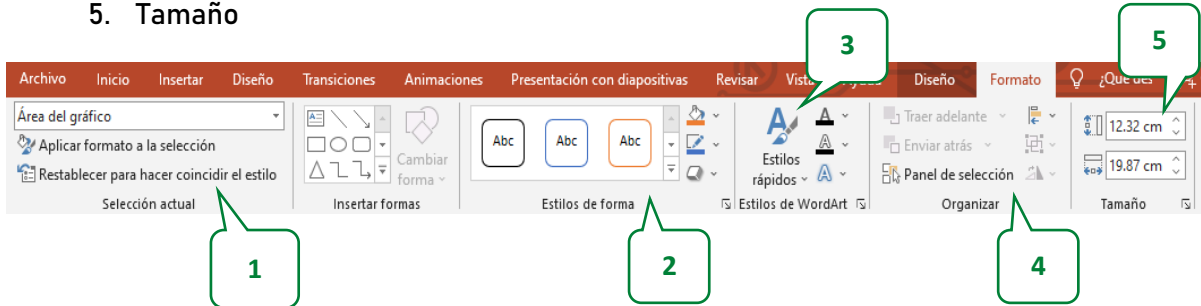 5. Tamaño
3
5
Archivo Inicio Insertar Diseño Transiciones Animaciones Presentación con diapositivas Revisar Vista Diseño Formato
Área del gráfico
Aplicar formato a la selección
Restablecer para hacer coincidir el estilo
Selección actual
Cambiar
forma
Insertar formas
Abc Abc Abc
Estilos de forma
Estilos
rápidos
Estilos de WordArt
Traer adelante
Enviar atrás
Panel de selección
Organizar
12.32 cm
19.87 cm
Tamaño
1
2
4